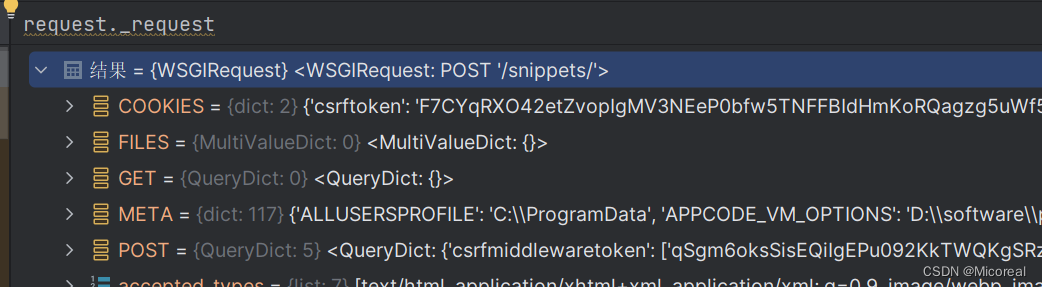 request._request
结果 = {WSGIRequest} <WSGIRequest: POST '/snippets/'>
COOKIES = {dict: 2} {'csrftoken': 'F7CYqRXO42etZvopIgMV3NEeP0bfw5TNFFBIdHmKoRQagzg5uWf5
FILES = {MultiValueDict: 0} <MultiValueDict: {}>
GET = {QueryDict: 0} <QueryDict: {}>
META = {dict: 117} {'ALLUSERSPROFILE': 'C:\\ProgramData', 'APPCODE_VM_OPTIONS': 'D:\\software\\p
POST = {QueryDict: 5} <QueryDict: {'csrfmiddlewaretoken': ['qSgm6oksSisEQiIgEPu092KkTWQKgSRz
accepted_types = {list: 7} [text/html, application/xhtml+xml, application/xml; q=0.9, image/webp, ima
CSDN @Micoreal